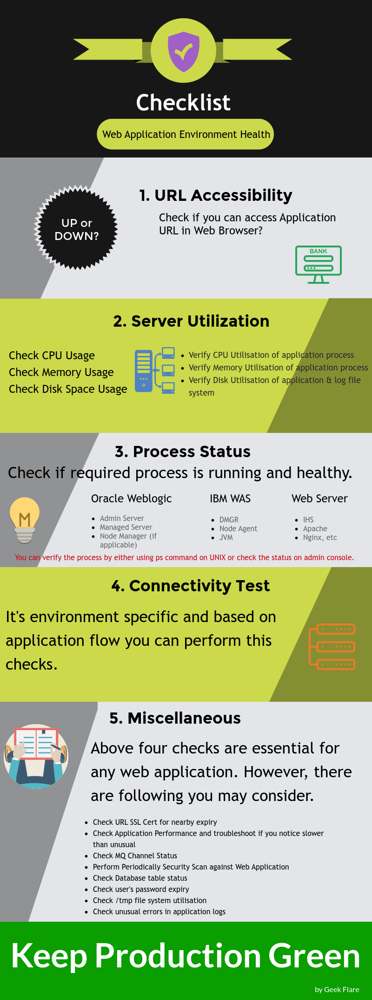 Checklist
Web Application Environment Health
UP or
DOWN?
1. URL Accessibility
Check if you can access Application
URL in Web Browser?
BANK
2. Server Utilization
Check CPU Usage
Check Memory Usage
Check Disk Space Usage
• Verify CPU Utilisation of application process
• Verify Memory Utilisation of application process
• Verify Disk Utilisation of application & log file
system
3. Process Status
Check if required process is running and healthy.
Oracle Weblogic
• Admin Server
• Managed Server
• Node Manager (if
applicable)
IBM WAS
• DMGR
• Node Agent
• JVM
Web Server
• IHS
• Apache
• Nginx, etc
You can verify the process by either using ps command on UNIX or check the status on admin console.
4. Connectivity Test
It's environment specific and based on
application flow you can perform this
checks.
5. Miscellaneous
Above four checks are essential for
any web application. However, there
are following you may consider.
• Check URL SSL Cert for nearby expiry
• Check Application Performance and troubleshoot if you notice slower
than unusual
• Check MQ Channel Status
• Perform Periodically Security Scan against Web Application
• Check Database table status
• Check user's password expiry
• Check /tmp file system utilisation
• Check unusual errors in application logs
Keep Production Green
by Geek Flare